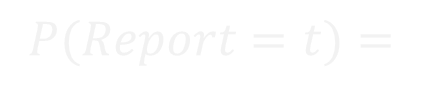 P(Report = t) =